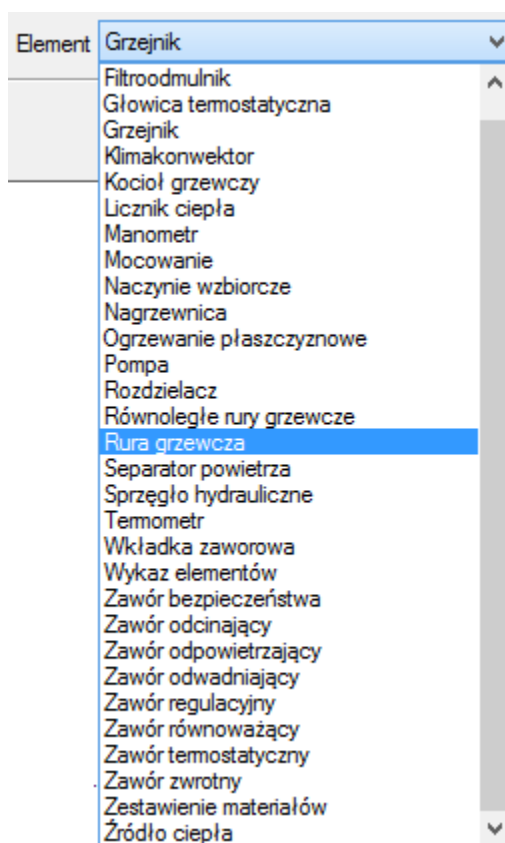 Element Grzejnik
Filtroodmulnik
Głowica termostatyczna
Grzejnik
Klimakonwektor
Kocioł grzewczy
Licznik ciepła
Manometr
Mocowanie
Naczynie wzbiorcze
Nagrzewnica
Ogrzewanie płaszczyznowe
Pompa
Rozdzielacz
Równoległe rury grzewcze
Rura grzewcza
Separator powietrza
Sprzęgło hydrauliczne
Termometr
Wkładka zaworowa
Wykaz elementów
Zawór bezpieczeństwa
Zawór odcinający
Zawór odpowietrzający
Zawór odwadniający
Zawór regulacyjny
Zawór równoważący
Zawór termostatyczny
Zawór zwrotny
Zestawienie materiałów
Źródło ciepła